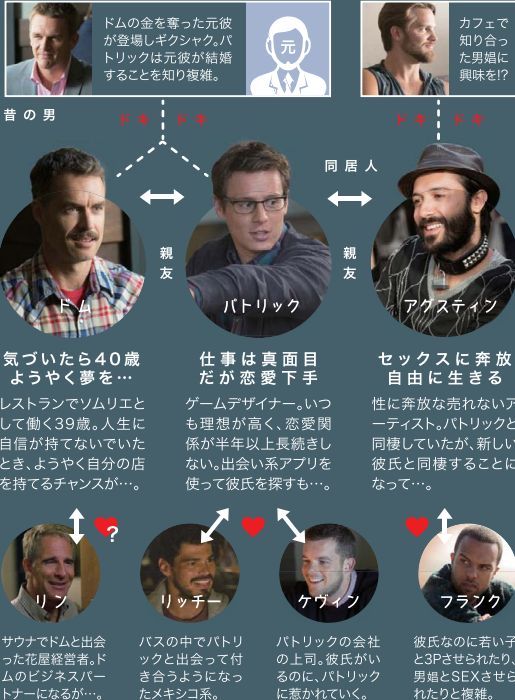 ドムの金を奪った元彼
が登場しギクシャク。パ
トリックは元彼が結婚
することを知り複雑。
元
カフェで
知り合っ
た男娼に
興味を!?
昔の男
ドキ ドキ
ドキ ドキ
同居人
親友
親友
ドム
パトリック
アグスティン
気づいたら40歳
ようやく夢を…
レストランでソムリエと
して働く39歳。人生に
自信が持てないでいた
とき、ようやく自分の店
を持てるチャンスが…。
仕事は真面目
だが恋愛下手
ゲームデザイナー。いつ
も理想が高く、恋愛関
係が半年以上長続きし
ない。出会い系アプリを
使って彼氏を探すも…。
セックスに奔放
自由に生きる
性に奔放な売れないア
ーティスト。パトリックと
同棲していたが、新しい
彼氏と同棲することに
なって…。
?
リン
リッチー
ケヴィン
フランク
サウナでドムと出会
った花屋経営者。ド
ムのビジネスパー
トナーになるが…。
バスの中でパトリ
ックと出会って付
き合うようになっ
たメキシコ系。
パトリックの会社
の上司。彼氏がい
るのに、パトリック
に惹かれていく。
彼氏なのに若い子
と3Pさせられたり、
男娼とSEXさせら
れたりと複雑。